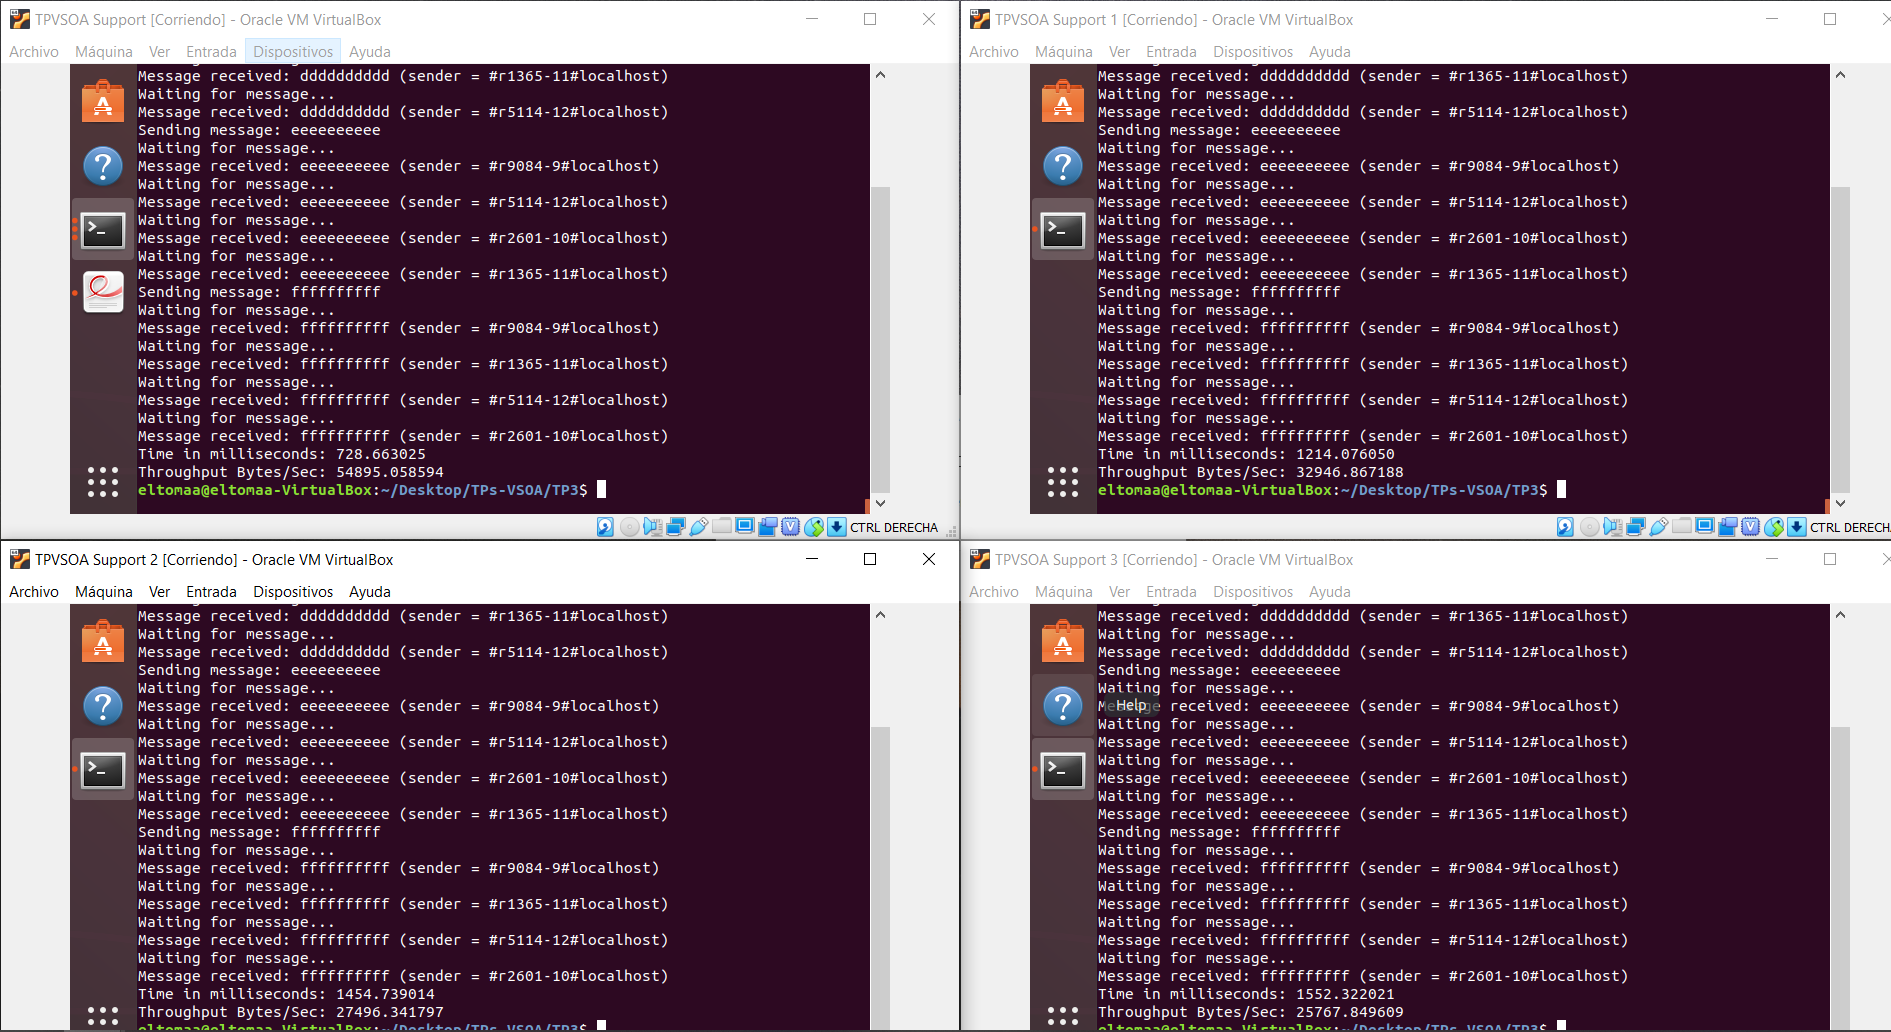 TPVSOA Support [Corriendo] - Oracle VM VirtualBox
Archivo Máquina Ver Entrada Dispositivos Ayuda
Message received: dddddddddd (sender = #r1365-11#localhost)
Waiting for message...
Message received: dddddddddd (sender = #r5114-12#localhost)
Sending message: eeeeeeeeee
Waiting for message...
Message received: eeeeeeeeee (sender = #r9084-9#localhost)
Waiting for message...
Message received: eeeeeeeeee (sender = #r5114-12#localhost)
Waiting for message...
Message received: eeeeeeeeee (sender = #r2601-10#localhost)
Waiting for message...
Message received: eeeeeeeeee (sender = #r1365-11#localhost)
Sending message: ffffffffff
Waiting for message...
Message received: ffffffffff (sender = #r9084-9#localhost)
Waiting for message...
Message received: ffffffffff (sender = #r1365-11#localhost)
Waiting for message...
Message received: ffffffffff (sender = #r5114-12#localhost)
Waiting for message...
Message received: ffffffffff (sender = #r2601-10#localhost)
Time in milliseconds: 728.663025
Throughput Bytes/Sec: 54895.058594
eltomaa@eltomaa-VirtualBox:~/Desktop/TPs-VSOA/TP3$
CTRL DERECHA
TPVSOA Support 1 [Corriendo] - Oracle VM VirtualBox
Archivo Máquina Ver Entrada Dispositivos Ayuda
Message received: dddddddddd (sender = #r1365-11#localhost)
Waiting for message...
Message received: dddddddddd (sender = #r5114-12#localhost)
Sending message: eeeeeeeeee
Waiting for message...
Message received: eeeeeeeeee (sender = #r9084-9#localhost)
Waiting for message...
Message received: eeeeeeeeee (sender = #r5114-12#localhost)
Waiting for message...
Message received: eeeeeeeeee (sender = #r2601-10#localhost)
Waiting for message...
Message received: eeeeeeeeee (sender = #r1365-11#localhost)
Sending message: ffffffffff
Waiting for message...
Message received: ffffffffff (sender = #r9084-9#localhost)
Waiting for message...
Message received: ffffffffff (sender = #r1365-11#localhost)
Waiting for message...
Message received: ffffffffff (sender = #r5114-12#localhost)
Waiting for message...
Message received: ffffffffff (sender = #r2601-10#localhost)
Time in milliseconds: 1214.076050
Throughput Bytes/Sec: 32946.867188
eltomaa@eltomaa-VirtualBox:~/Desktop/TPs-VSOA/TP3$
CTRL DERECH
TPVSOA Support 2 [Corriendo] - Oracle VM VirtualBox
Archivo Máquina Ver Entrada Dispositivos Ayuda
Message received: dddddddddd (sender = #r1365-11#localhost)
Waiting for message...
Message received: dddddddddd (sender = #r5114-12#localhost)
Sending message: eeeeeeeeee
Waiting for message...
Message received: eeeeeeeeee (sender = #r9084-9#localhost)
Waiting for message...
Message received: eeeeeeeeee (sender = #r5114-12#localhost)
Waiting for message...
Message received: eeeeeeeeee (sender = #r2601-10#localhost)
Waiting for message...
Message received: eeeeeeeeee (sender = #r1365-11#localhost)
Sending message: ffffffffff
Waiting for message...
Message received: ffffffffff (sender = #r9084-9#localhost)
Waiting for message...
Message received: ffffffffff (sender = #r1365-11#localhost)
Waiting for message...
Message received: ffffffffff (sender = #r5114-12#localhost)
Waiting for message...
Message received: ffffffffff (sender = #r2601-10#localhost)
Time in milliseconds: 1454.739014
Throughput Bytes/Sec: 27496.341797
eltomaa@eltomaa-VirtualBox:~/Desktop/TPs-VSOA/TP3$
TPVSOA Support 3 [Corriendo] - Oracle VM VirtualBox
Archivo Máquina Ver Entrada Dispositivos Ayuda
Message received: dddddddddd (sender = #r1365-11#localhost)
Waiting for message...
Message received: dddddddddd (sender = #r5114-12#localhost)
Sending message: eeeeeeeeee
Waiting for message...
Help
Message received: eeeeeeeeee (sender = #r9084-9#localhost)
Waiting for message...
Message received: eeeeeeeeee (sender = #r5114-12#localhost)
Waiting for message...
Message received: eeeeeeeeee (sender = #r2601-10#localhost)
Waiting for message...
Message received: eeeeeeeeee (sender = #r1365-11#localhost)
Sending message: ffffffffff
Waiting for message...
Message received: ffffffffff (sender = #r9084-9#localhost)
Waiting for message...
Message received: ffffffffff (sender = #r1365-11#localhost)
Waiting for message...
Message received: ffffffffff (sender = #r5114-12#localhost)
Waiting for message...
Message received: ffffffffff (sender = #r2601-10#localhost)
Time in milliseconds: 1552.322021
Throughput Bytes/Sec: 25767.849609
eltomaa@eltomaa-VirtualBox:~/Desktop/TPs-VSOA/TP3$